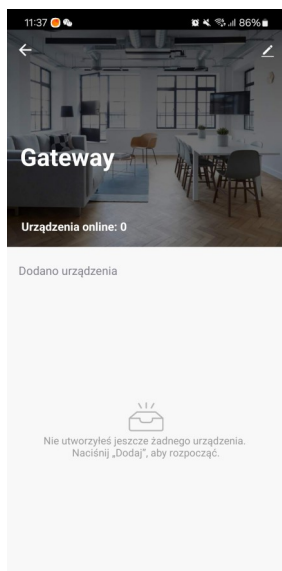 11:37 86%
Gateway
Urządzenia online: 0
Dodano urządzenia
Nie utworzyłeś jeszcze żadnego urządzenia.
Naciśnij „Dodaj”, aby rozpocząć.